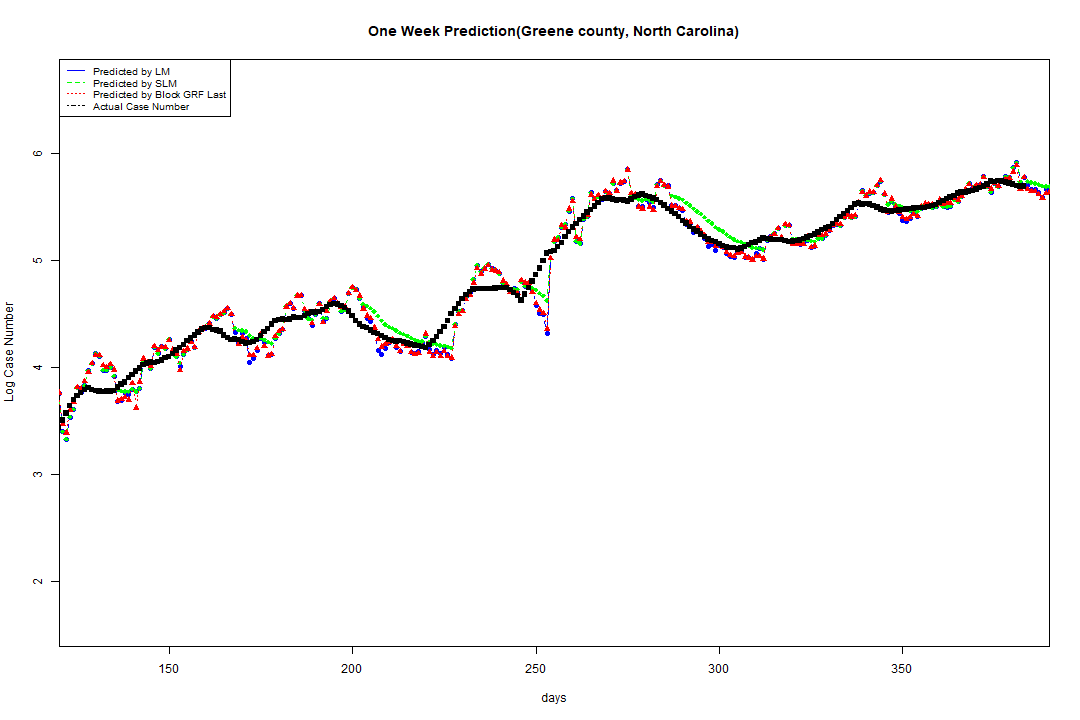 One Week Prediction(Greene county, North Carolina)
Predicted by LM
Predicted by SLM
Predicted by Block GRF Last
Actual Case Number
6
5
4
3
2
Log Case Number
150 200 250 300 350
days